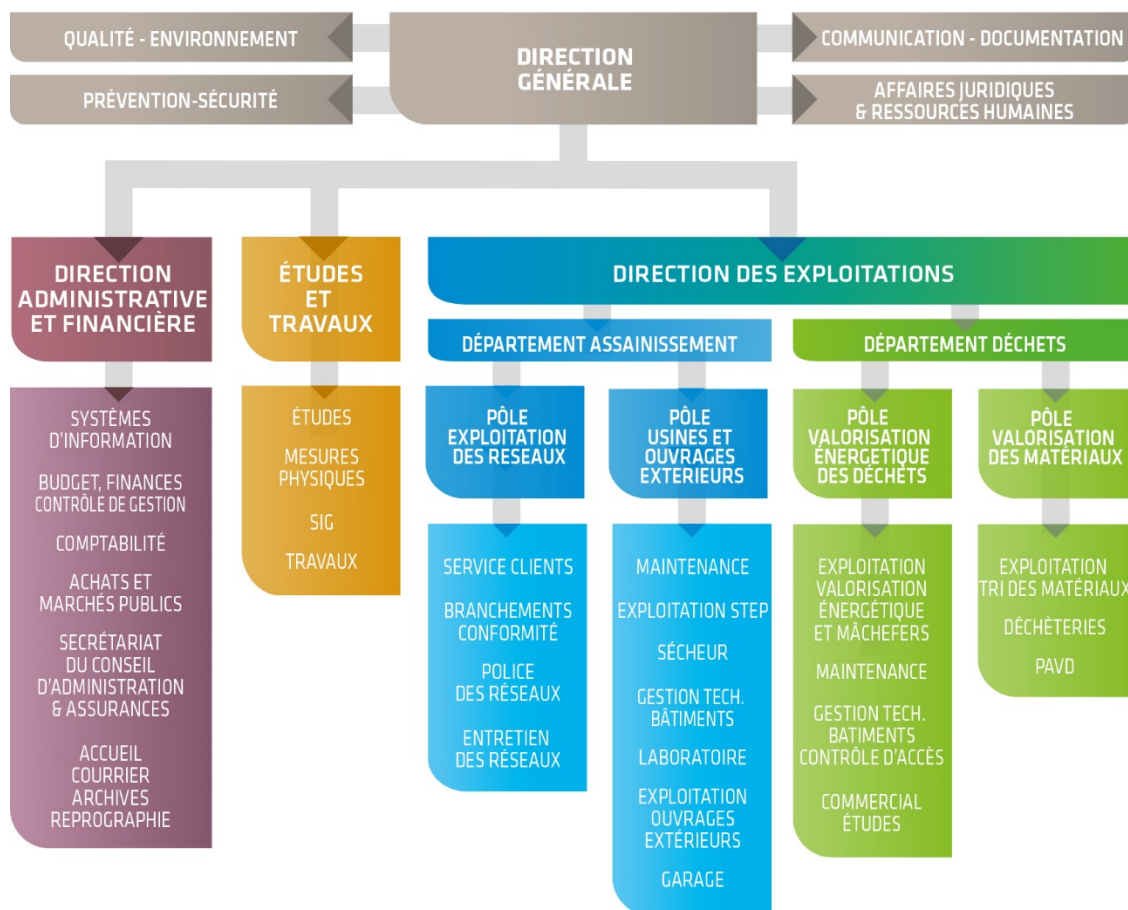 QUALITÉ - ENVIRONNEMENT
PRÉVENTION-SÉCURITÉ
DIRECTION
GÉNÉRALE
COMMUNICATION - DOCUMENTATION
AFFAIRES JURIDIQUES
& RESSOURCES HUMAINES
DIRECTION
ADMINISTRATIVE
ET FINANCIÈRE
SYSTÈMES
D'INFORMATION
BUDGET, FINANCES
CONTRÔLE DE GESTION
COMPTABILITÉ
ACHATS ET
MARCHÉS PUBLICS
SECRÉTARIAT
DU CONSEIL
D'ADMINISTRATION
& ASSURANCES
ACCUEIL
COURRIER
ARCHIVES
REPROGRAPHIE
ÉTUDES
ET
TRAVAUX
ÉTUDES
MESURES
PHYSIQUES
SIG
TRAVAUX
DIRECTION DES EXPLOITATIONS
DÉPARTEMENT ASSAINISSEMENT
PÔLE
EXPLOITATION
DES RESEAUX
SERVICE CLIENTS
BRANCHEMENTS
CONFORMITÉ
POLICE
DES RÉSEAUX
ENTRETIEN
DES RÉSEAUX
PÔLE
USINES ET
OUVRAGES
EXTERIEURS
MAINTENANCE
EXPLOITATION STEP
SÉCHEUR
GESTION TECH.
BÂTIMENTS
LABORATOIRE
EXPLOITATION
OUVRAGES
EXTÉRIEURS
GARAGE
DÉPARTEMENT DÉCHETS
PÔLE
VALORISATION
ÉNERGETIQUE
DES DÉCHETS
EXPLOITATION
VALORISATION
ÉNERGÉTIQUE
ET MÂCHEFERS
MAINTENANCE
GESTION TECH.
BATIMENTS
CONTRÔLE D'ACCÈS
COMMERCIAL
ÉTUDES
PÔLE
VALORISATION
DES MATÉRIAUX
EXPLOITATION
TRI DES MATÉRIAUX
DÉCHÈTERIES
PAVD